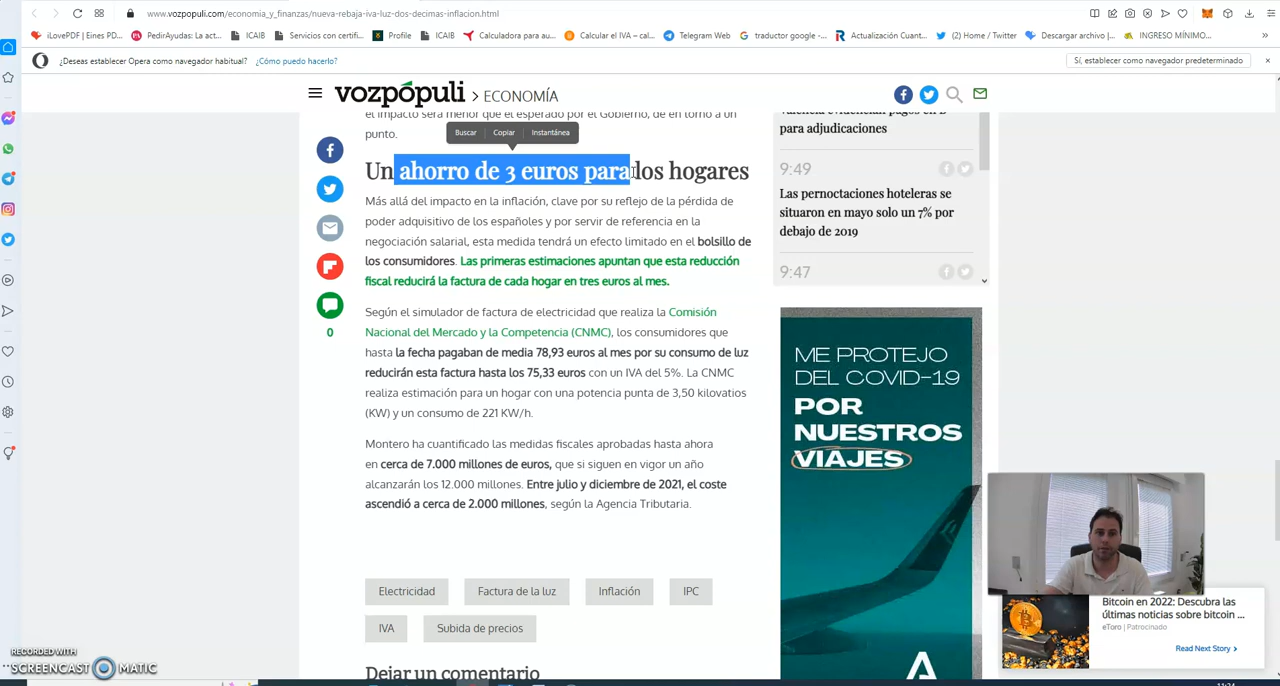 www.vozpopuli.com/economia_y_finanzas/nueva-rebaja-iva-luz-dos-decimas-inflacion.html
iLovePDF | Eines PD...
PedirAyudas: La act...
ICAIB
Servicios con certifi...
Profile
ICAIB
Calculadora para au...
Calcular el IVA – cal...
Telegram Web
traductor google -...
Actualización Cuant...
(2) Home / Twitter
Descargar archivo |...
INGRESO MÍNIMO...
»
¿Deseas establecer Opera como navegador habitual? ¿Cómo puedo hacerlo?
Sí, establecer como navegador predeterminado
vozpópuli > ECONOMÍA
el impacto será menor que el esperado por el Gobierno, de en torno a un
punto.
Buscar Copiar Instantánea
Un ahorro de 3 euros para los hogares
Más allá del impacto en la inflación, clave por su reflejo de la pérdida de
poder adquisitivo de los españoles y por servir de referencia en la
negociación salarial, esta medida tendrá un efecto limitado en el bolsillo de
los consumidores. Las primeras estimaciones apuntan que esta reducción
fiscal reducirá la factura de cada hogar en tres euros al mes.
0
Según el simulador de factura de electricidad que realiza la Comisión
Nacional del Mercado y la Competencia (CNMC), los consumidores que
hasta la fecha pagaban de media 78,93 euros al mes por su consumo de luz
reducirán esta factura hasta los 75,33 euros con un IVA del 5%. La CNMC
realiza estimación para un hogar con una potencia punta de 3,50 kilovatios
(KW) y un consumo de 221 KW/h.
Montero ha cuantificado las medidas fiscales aprobadas hasta ahora
en cerca de 7.000 millones de euros, que si siguen en vigor un año
alcanzarán los 12.000 millones. Entre julio y diciembre de 2021, el coste
ascendió a cerca de 2.000 millones, según la Agencia Tributaria.
Electricidad
Factura de la luz
Inflación
IPC
IVA
Subida de precios
Dejar un comentario
para adjudicaciones
9:49
Las pernoctaciones hoteleras se
situaron en mayo solo un 7% por
debajo de 2019
9:47
ME PROTEJO
DEL COVID-19
POR
NUESTROS
VIAJES
Bitcoin en 2022: Descubra las
últimas noticias sobre bitcoin ...
eToro | Patrocinado
Read Next Story >
RECORDED WITH
SCREENCAST MATIC